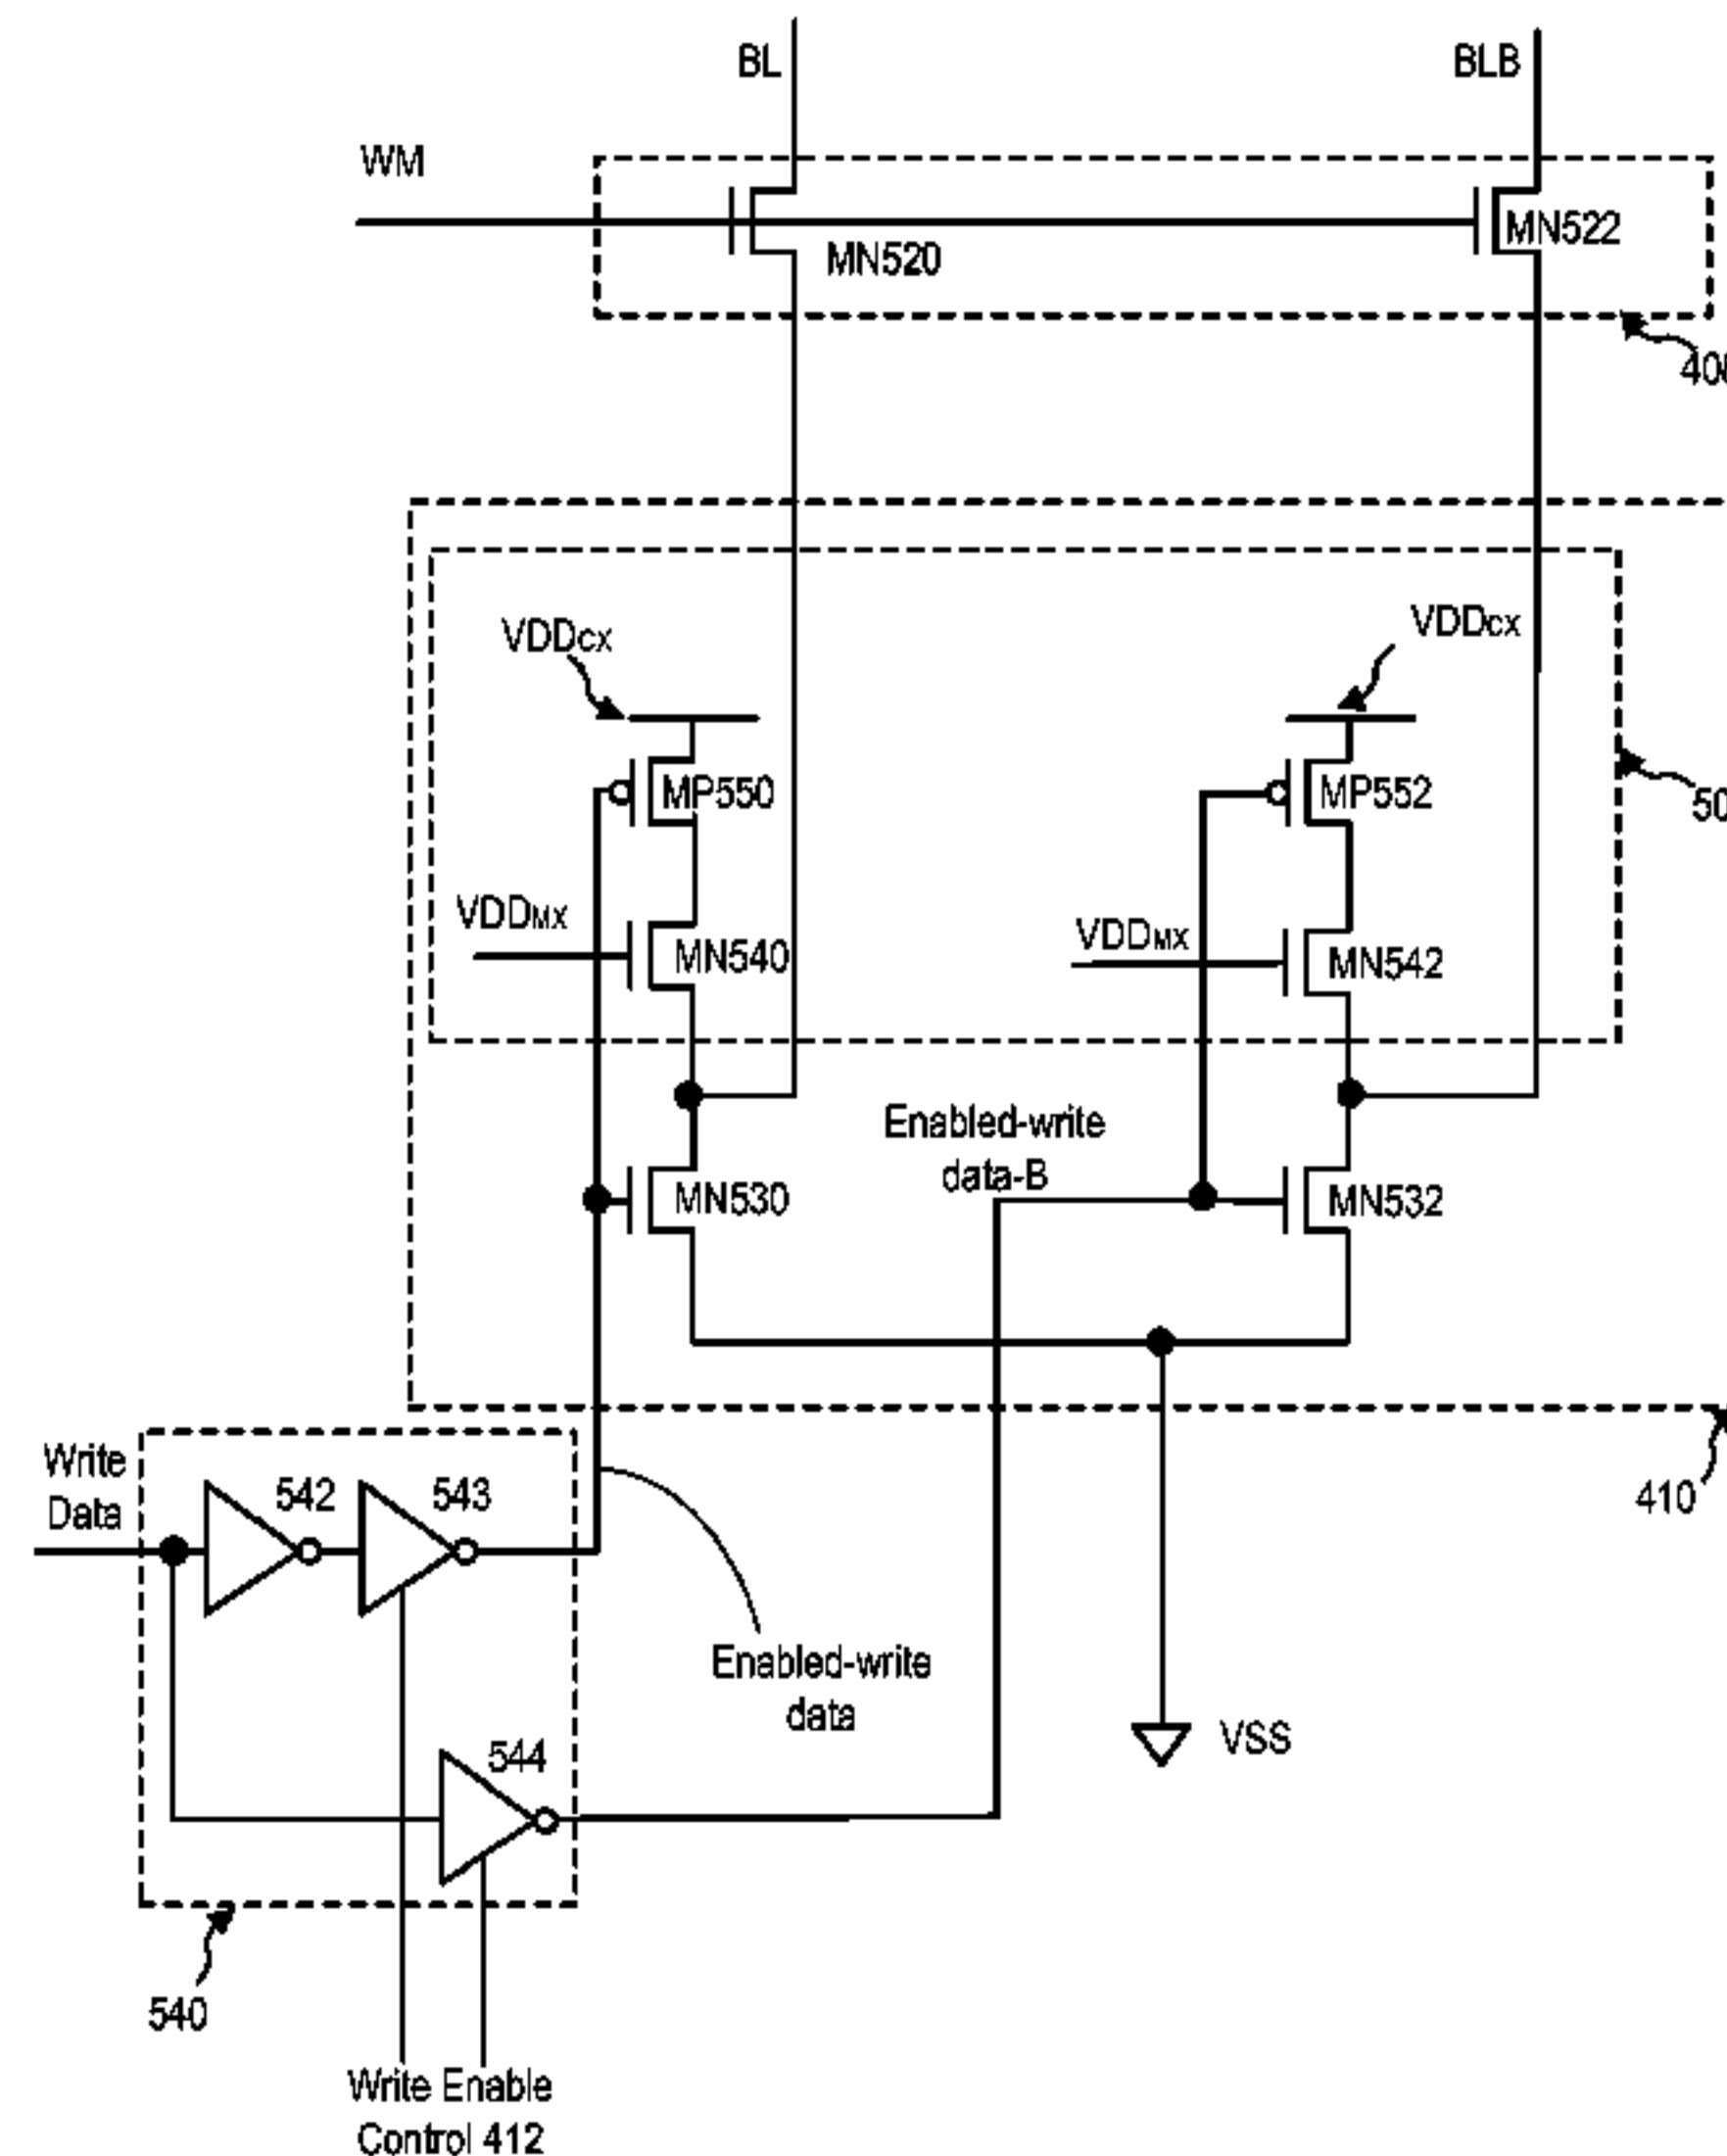 BL
BLB
WM
MN522
MN520
VDDCX
VDDCX
MP550
MP552
VDDMX
VDDMX
MN540
MN542
Enabled-write
data-B
MN530
MN532
Write
Data
542
543
410
Enabled-write
data
544
VSS
540
Write Enable
Control 412